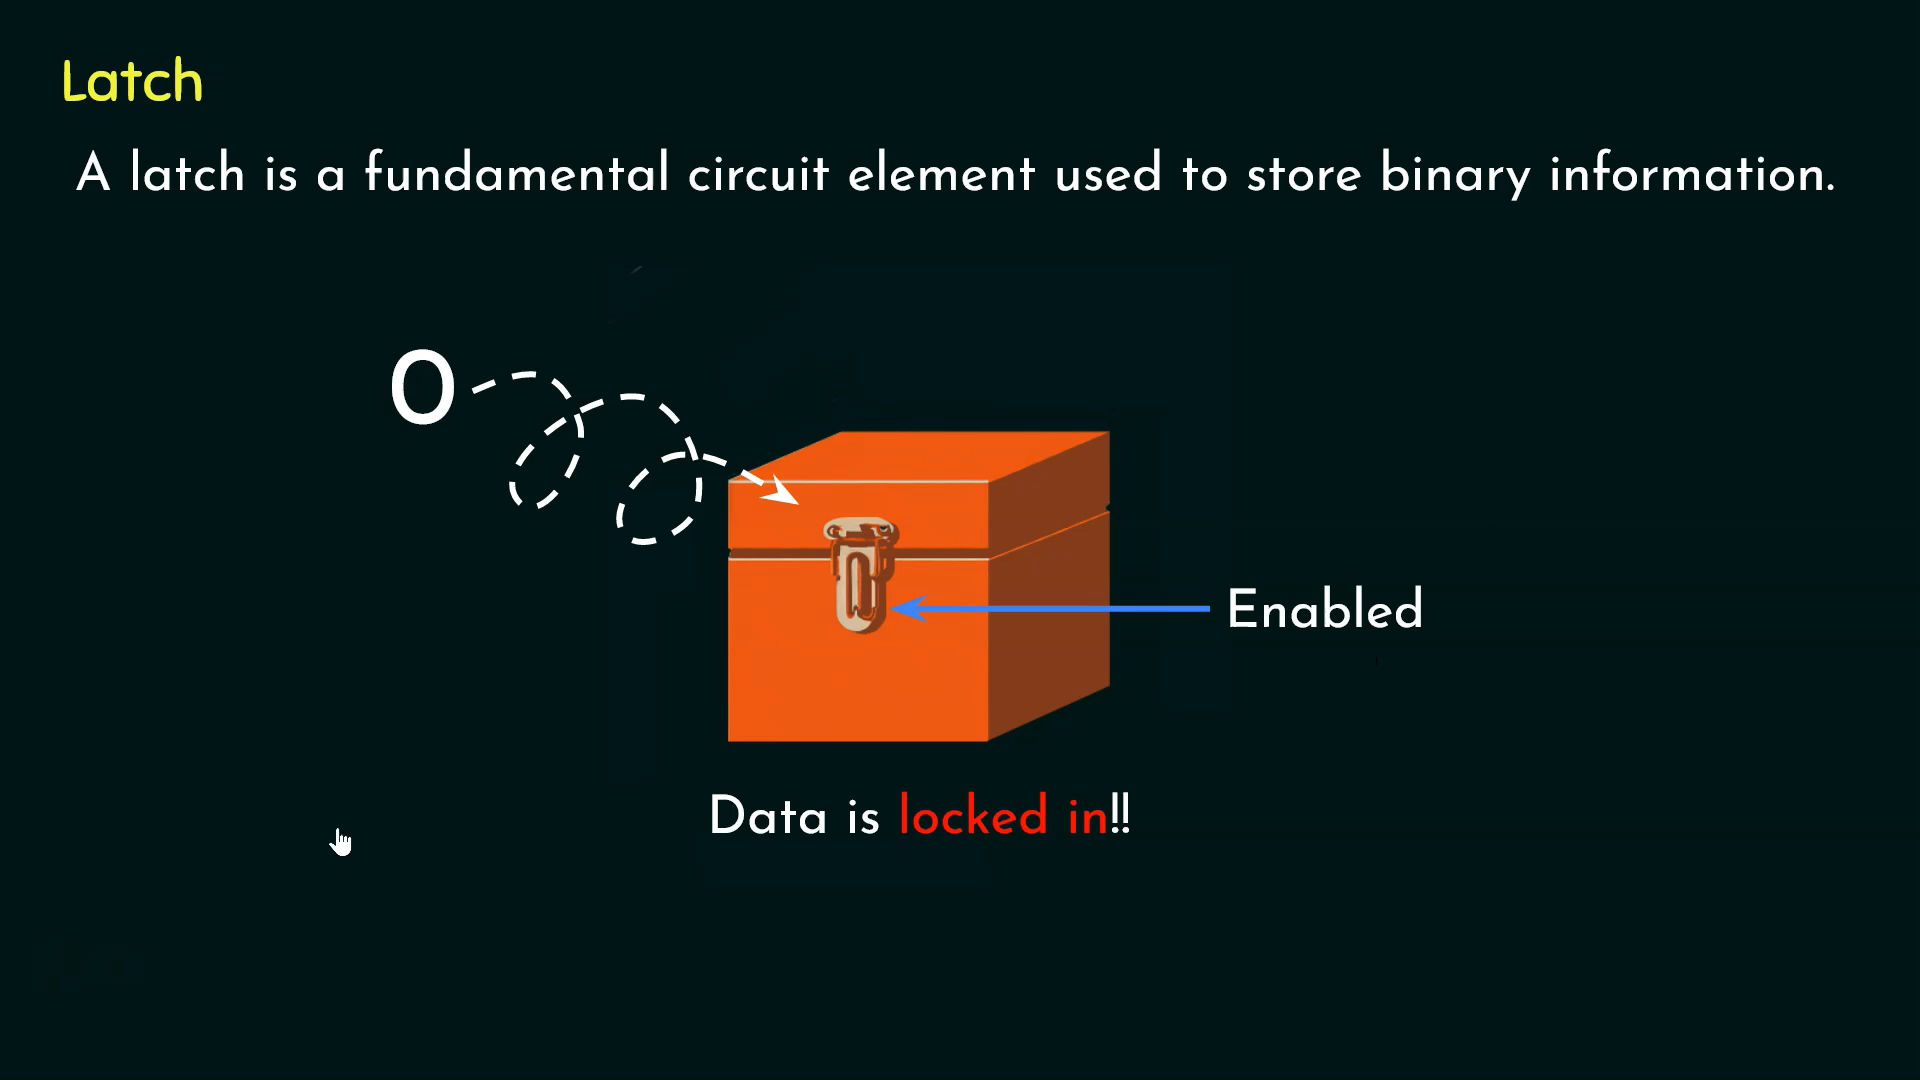 Latch
A latch is a fundamental circuit element used to store binary information.
0
Enabled
Data is locked in!!